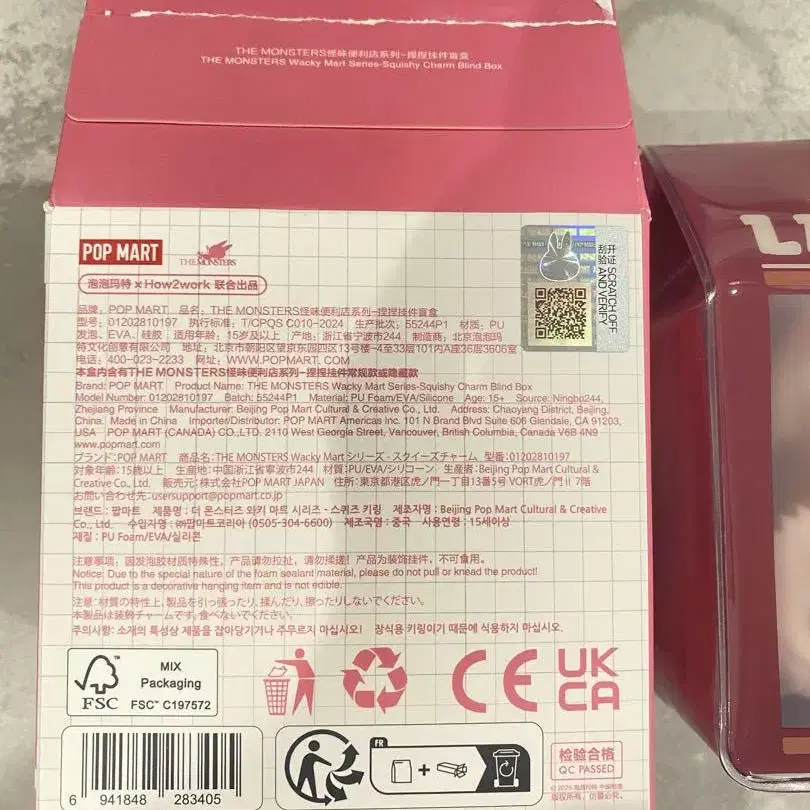 THE MONSTERS怪味便利店系列-捏捏挂件盲盒
THE MONSTERS Wacky Mart Series-Squishy Charm Blind Box
POP MART
THE MONSTERS
泡泡玛特×How2work 联合出品
开证 SCRATCH OFF
刮验 AND VERIFY
品牌：POP MART 品名：THE MONSTERS怪味便利店系列-捏捏挂件盲盒
型号：01202810197 执行标准：T/CPQS C010-2024 生产批次：55244P1 材质：PU
发泡、EVA、硅胶 适用年龄：15岁及以上 产地：浙江省宁波市244 制造商：北京泡泡玛
特文化创意有限公司 地址：北京市朝阳区望京东园四区13号楼-4至33层101内A座36层3606室
电话：400-023-2233 网址：WWW.POPMART.COM
本盒内含有THE MONSTERS怪味便利店系列-捏捏挂件常规款或隐藏款
Brand: POP MART Product Name: THE MONSTERS Wacky Mart Series-Squishy Charm Blind Box
Model Number: 01202810197 Batch: 55244P1 Material: PU Foam/EVA/Silicone Age: 15+ Source: Ningbo244,
Zhejiang Province Manufacturer: Beijing Pop Mart Cultural & Creative Co., Ltd. Address: Chaoyang District, Beijing,
China. Made in China Importer/Distributor: POP MART Americas Inc. 101 N Brand Blvd Suite 606 Glendale, CA 91203,
USA POP MART (CANADA) CO.,LTD. 2110 West Georgia Street, Vancouver, British Columbia, Canada V6B 4N9
www.popmart.com
ブランド：POP MART 商品名：THE MONSTERS Wacky Mart シリーズ - スクイーズチャーム 型番：01202810197
対象年齢：15歳以上 生産地：中国浙江省寧波市244 材質：PU/EVA/シリコーン 生産者：Beijing Pop Mart Cultural &
Creative Co., Ltd. 販売元：株式会社POP MART JAPAN 住所：東京都港区虎ノ門一丁目13番5号 VORT虎ノ門Ⅱ 7階
お問い合わせ先：usersupport@popmart.co.jp
브랜드 : 팝마트 제품명 : 더 몬스터즈 와키 마트 시리즈 - 스퀴즈 키링 제조자 : Beijing Pop Mart Cultural & Creative
Co., Ltd. 수입자명 : ㈜팝마트코리아 (0505-304-6600) 제조국명 : 중국 사용연령 : 15세이상
재질 : PU Foam/EVA/실리콘
注意事项：因发泡胶材质特殊性，产品请勿拉扯，请勿揉搓！产品为装饰挂件，不可食用。
Notice: Due to the special nature of the foam sealant material, please do not pull or knead the product!
This product is a decorative hanging item and is not edible.
注意：材質の特性上、製品を引っ張ったり、揉んだり、擦ったりしないでください。
本製品は装飾チャームです。食べないでください。
주의사항: 소재의 특성상 제품을 잡아당기거나 주무르지 마십시오! 장식용 키링이기 때문에 식용하지 마십시오.
FSC
MIX
Packaging
FSC™ C197572
CE
UK
CA
6 941848 283405
FR
检验合格
QC PASSED
版权所有，仿冒必究。